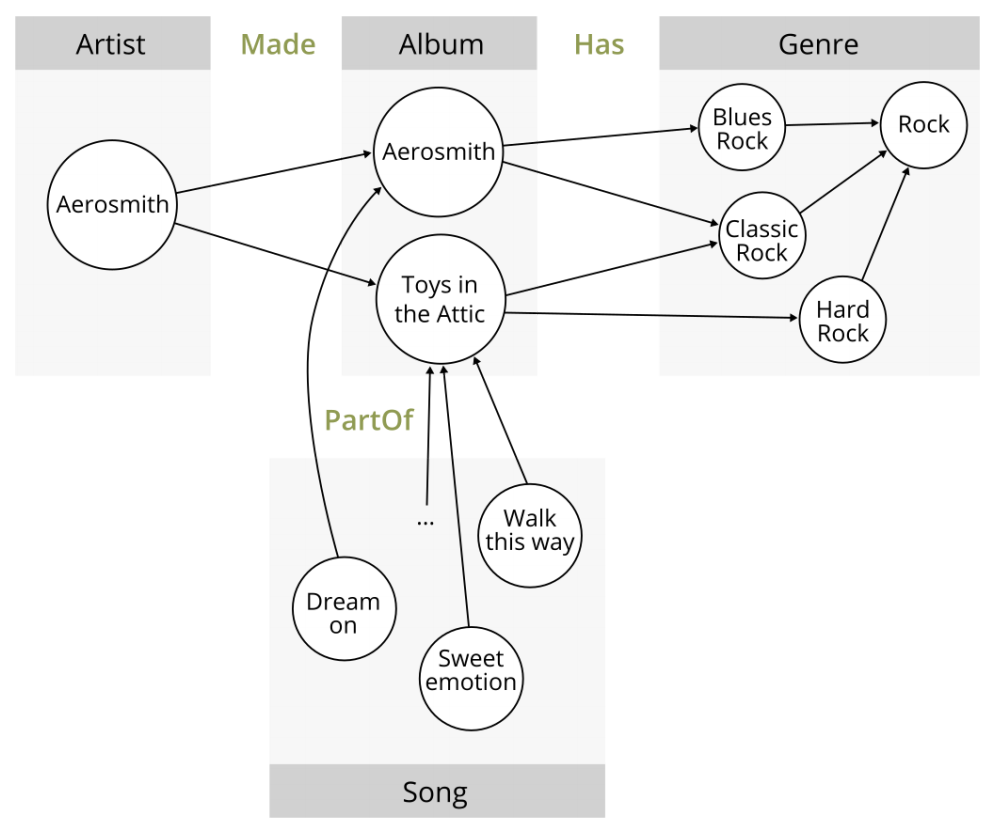 Artist
Made
Album
Has
Genre
Aerosmith
Aerosmith
Toys in
the Attic
Blues
Rock
Rock
Classic
Rock
Hard
Rock
PartOf
...
Walk
this way
Dream
on
Sweet
emotion
Song